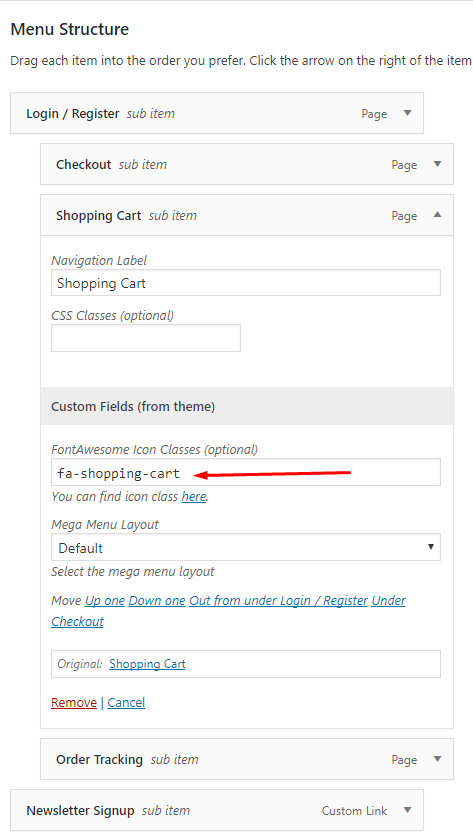 Menu Structure
Drag each item into the order you prefer. Click the arrow on the right of the item
Login / Register sub item Page
Checkout sub item Page
Shopping Cart sub item Page
Navigation Label
Shopping Cart
CSS Classes (optional)
Custom Fields (from theme)
FontAwesome Icon Classes (optional)
fa-shopping-cart
You can find icon class here.
Mega Menu Layout
Default
Select the mega menu layout
Move Up one Down one Out from under Login / Register Under
Checkout
Original: Shopping Cart
Remove | Cancel
Order Tracking sub item Page
Newsletter Signup sub item Custom Link